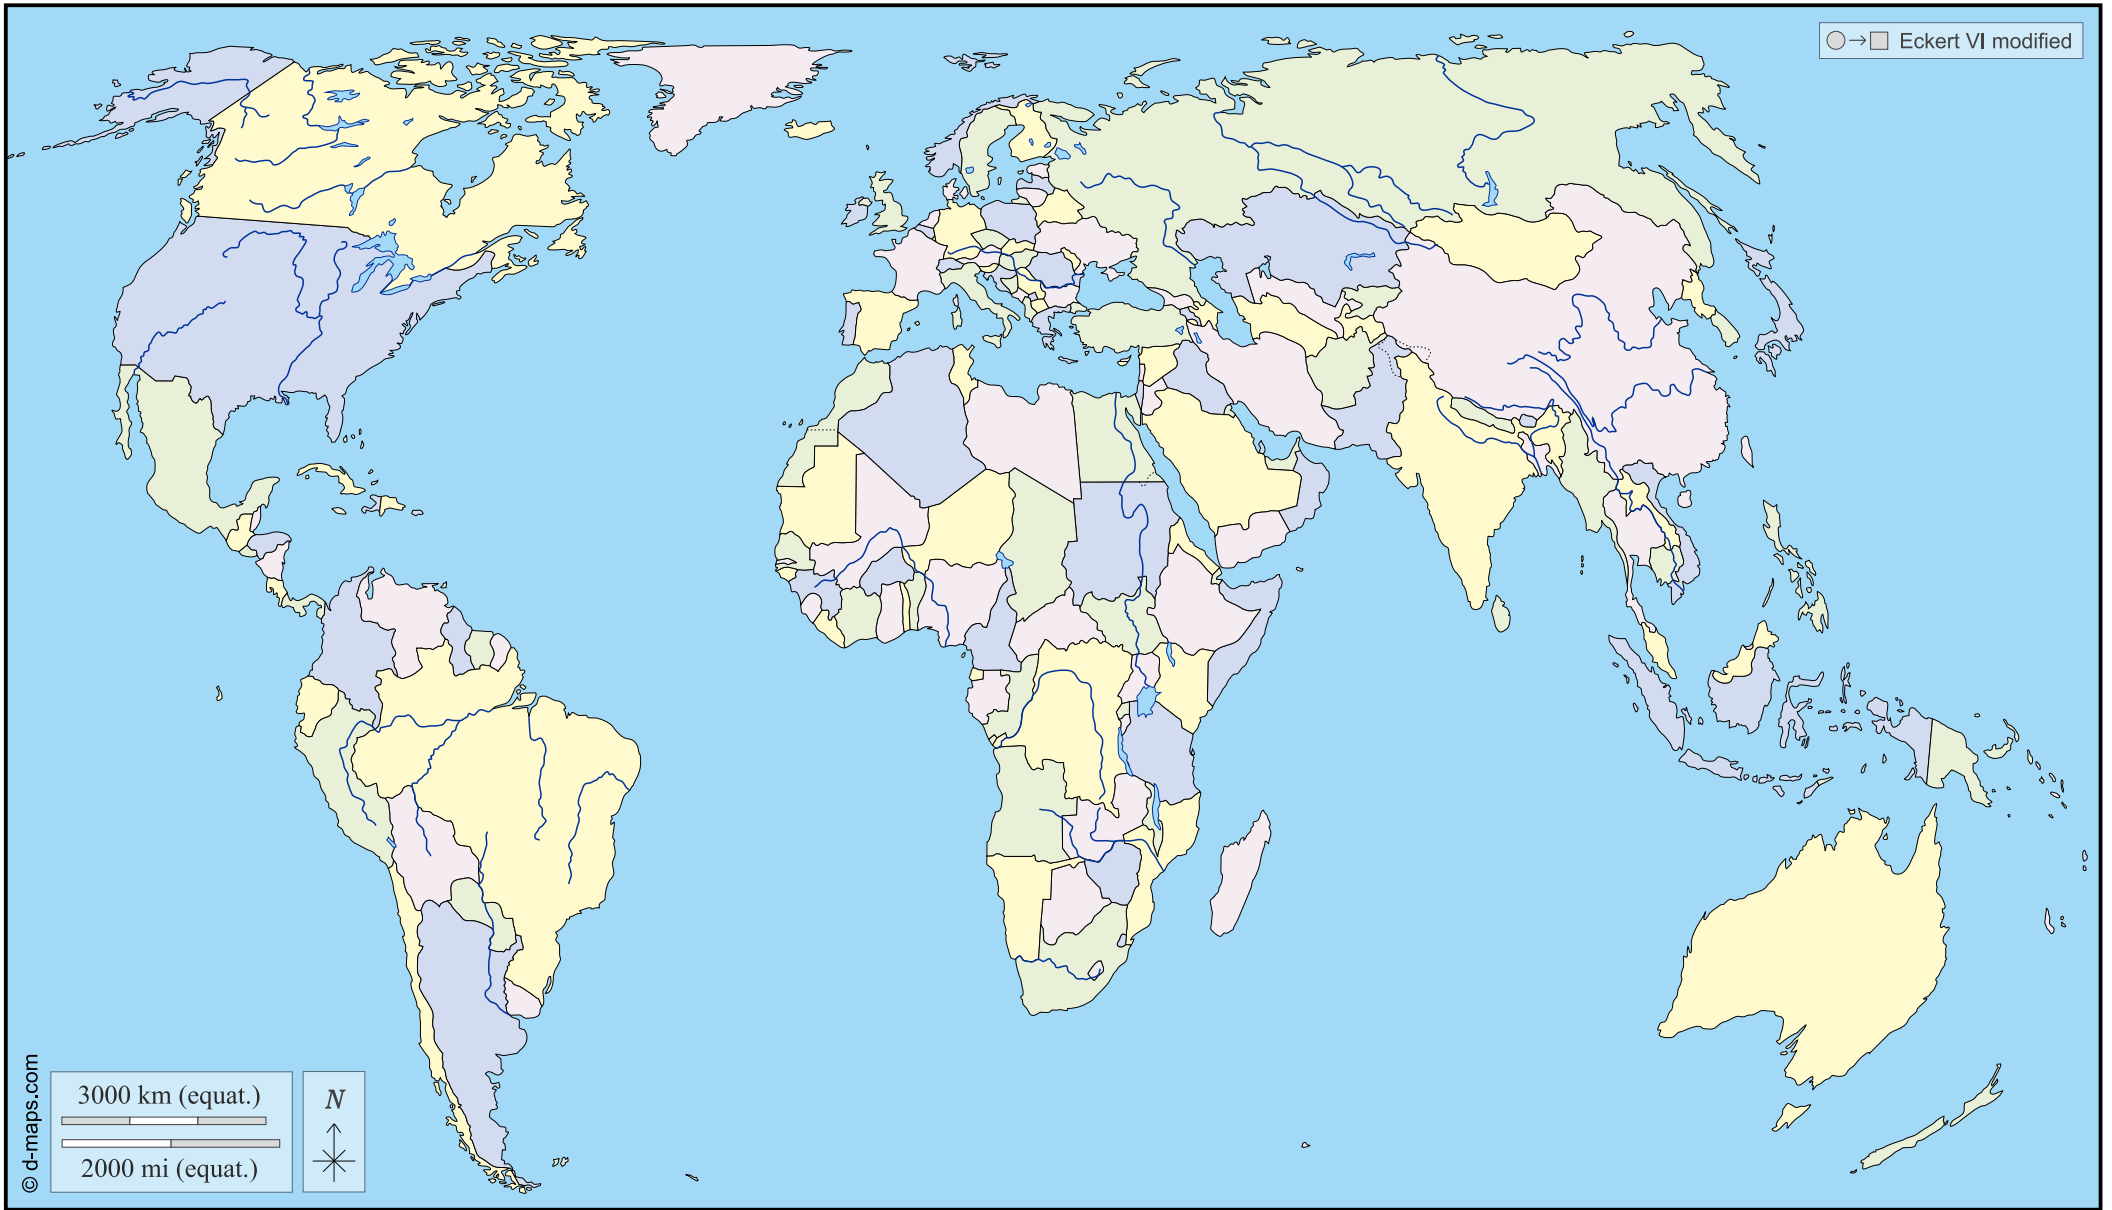 Eckert VI modified
3000 km (equat.)
2000 mi (equat.)
N
© d-maps.com